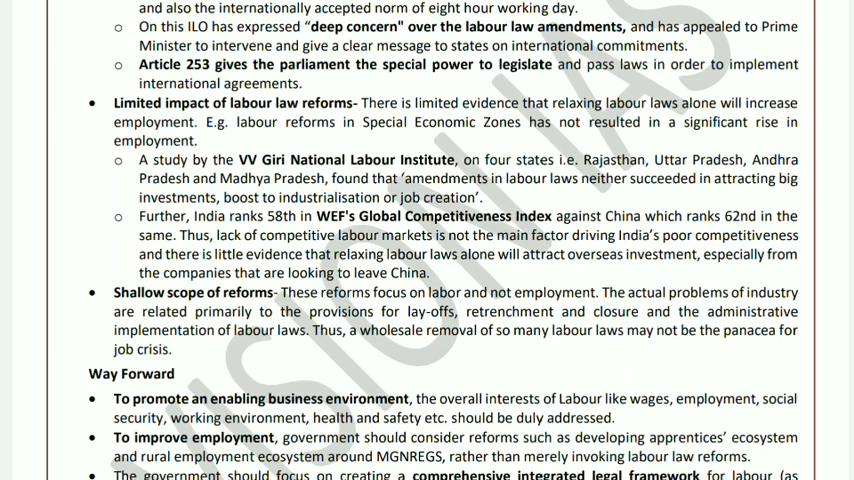 and also the internationally accepted norm of eight hour working day.
o On this ILO has expressed “deep concern" over the labour law amendments, and has appealed to Prime
Minister to intervene and give a clear message to states on international commitments.
o Article 253 gives the parliament the special power to legislate and pass laws in order to implement
international agreements.
• Limited impact of labour law reforms- There is limited evidence that relaxing labour laws alone will increase
employment. E.g. labour reforms in Special Economic Zones has not resulted in a significant rise in
employment.
o A study by the VV Giri National Labour Institute, on four states i.e. Rajasthan, Uttar Pradesh, Andhra
Pradesh and Madhya Pradesh, found that ‘amendments in labour laws neither succeeded in attracting big
investments, boost to industrialisation or job creation’.
o Further, India ranks 58th in WEF's Global Competitiveness Index against China which ranks 62nd in the
same. Thus, lack of competitive labour markets is not the main factor driving India’s poor competitiveness
and there is little evidence that relaxing labour laws alone will attract overseas investment, especially from
the companies that are looking to leave China.
• Shallow scope of reforms- These reforms focus on labor and not employment. The actual problems of industry
are related primarily to the provisions for lay-offs, retrenchment and closure and the administrative
implementation of labour laws. Thus, a wholesale removal of so many labour laws may not be the panacea for
job crisis.
Way Forward
• To promote an enabling business environment, the overall interests of Labour like wages, employment, social
security, working environment, health and safety etc. should be duly addressed.
• To improve employment, government should consider reforms such as developing apprentices’ ecosystem
and rural employment ecosystem around MGNREGS, rather than merely invoking labour law reforms.
• The government should focus on creating a comprehensive integrated legal framework for labour (as
VISION IAS